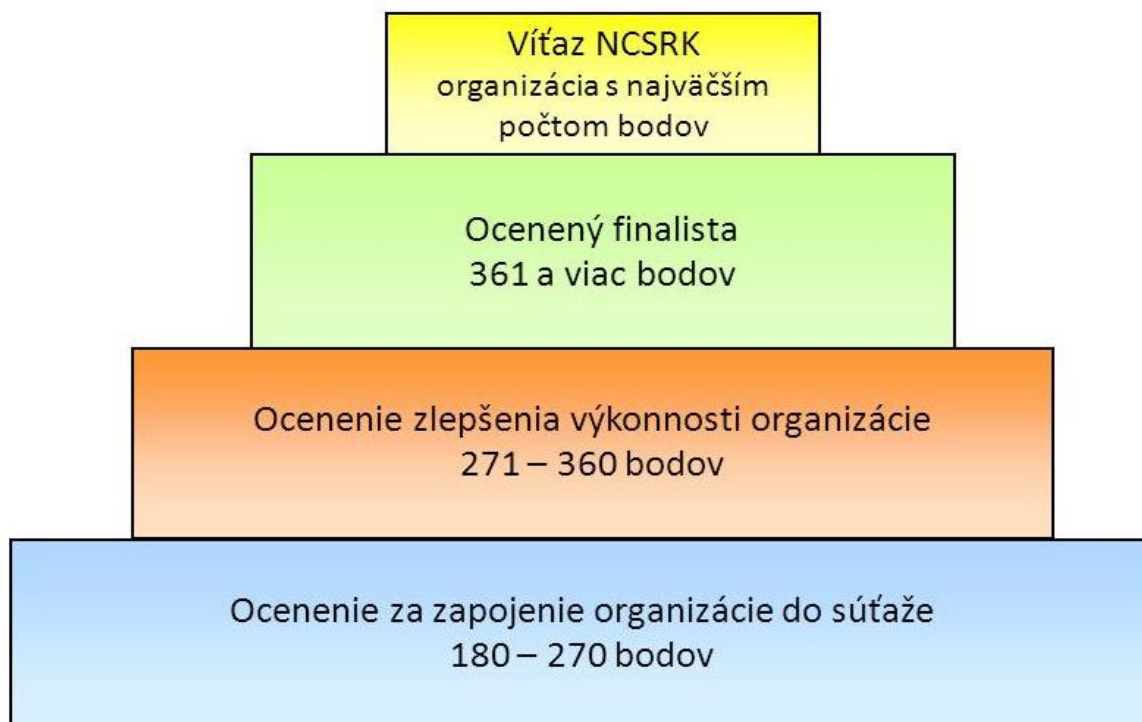 Víťaz NCSRK
organizácia s najväčším
počtom bodov
Ocenený finalista
361 a viac bodov
Ocenenie zlepšenia výkonnosti organizácie
271 – 360 bodov
Ocenenie za zapojenie organizácie do súťaže
180 – 270 bodov